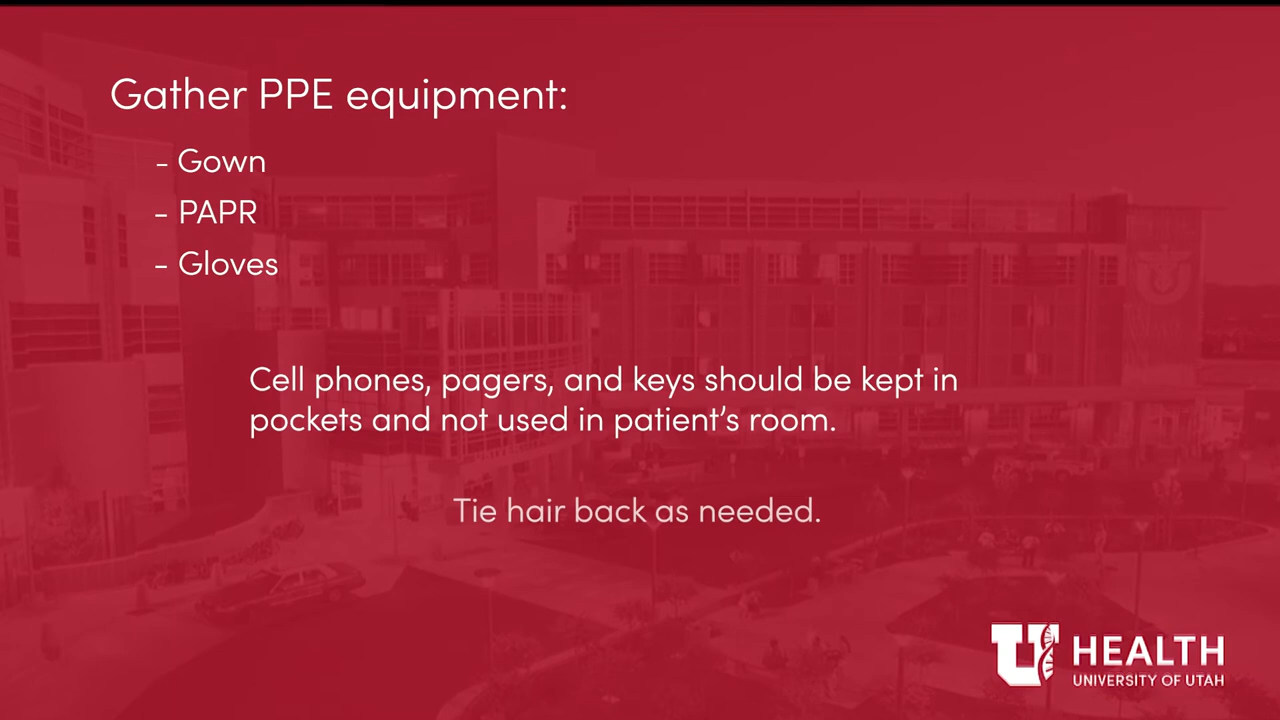 Gather PPE equipment:
- Gown
- PAPR
- Gloves
Cell phones, pagers, and keys should be kept in
pockets and not used in patient’s room.
Tie hair back as needed.
U HEALTH
UNIVERSITY OF UTAH